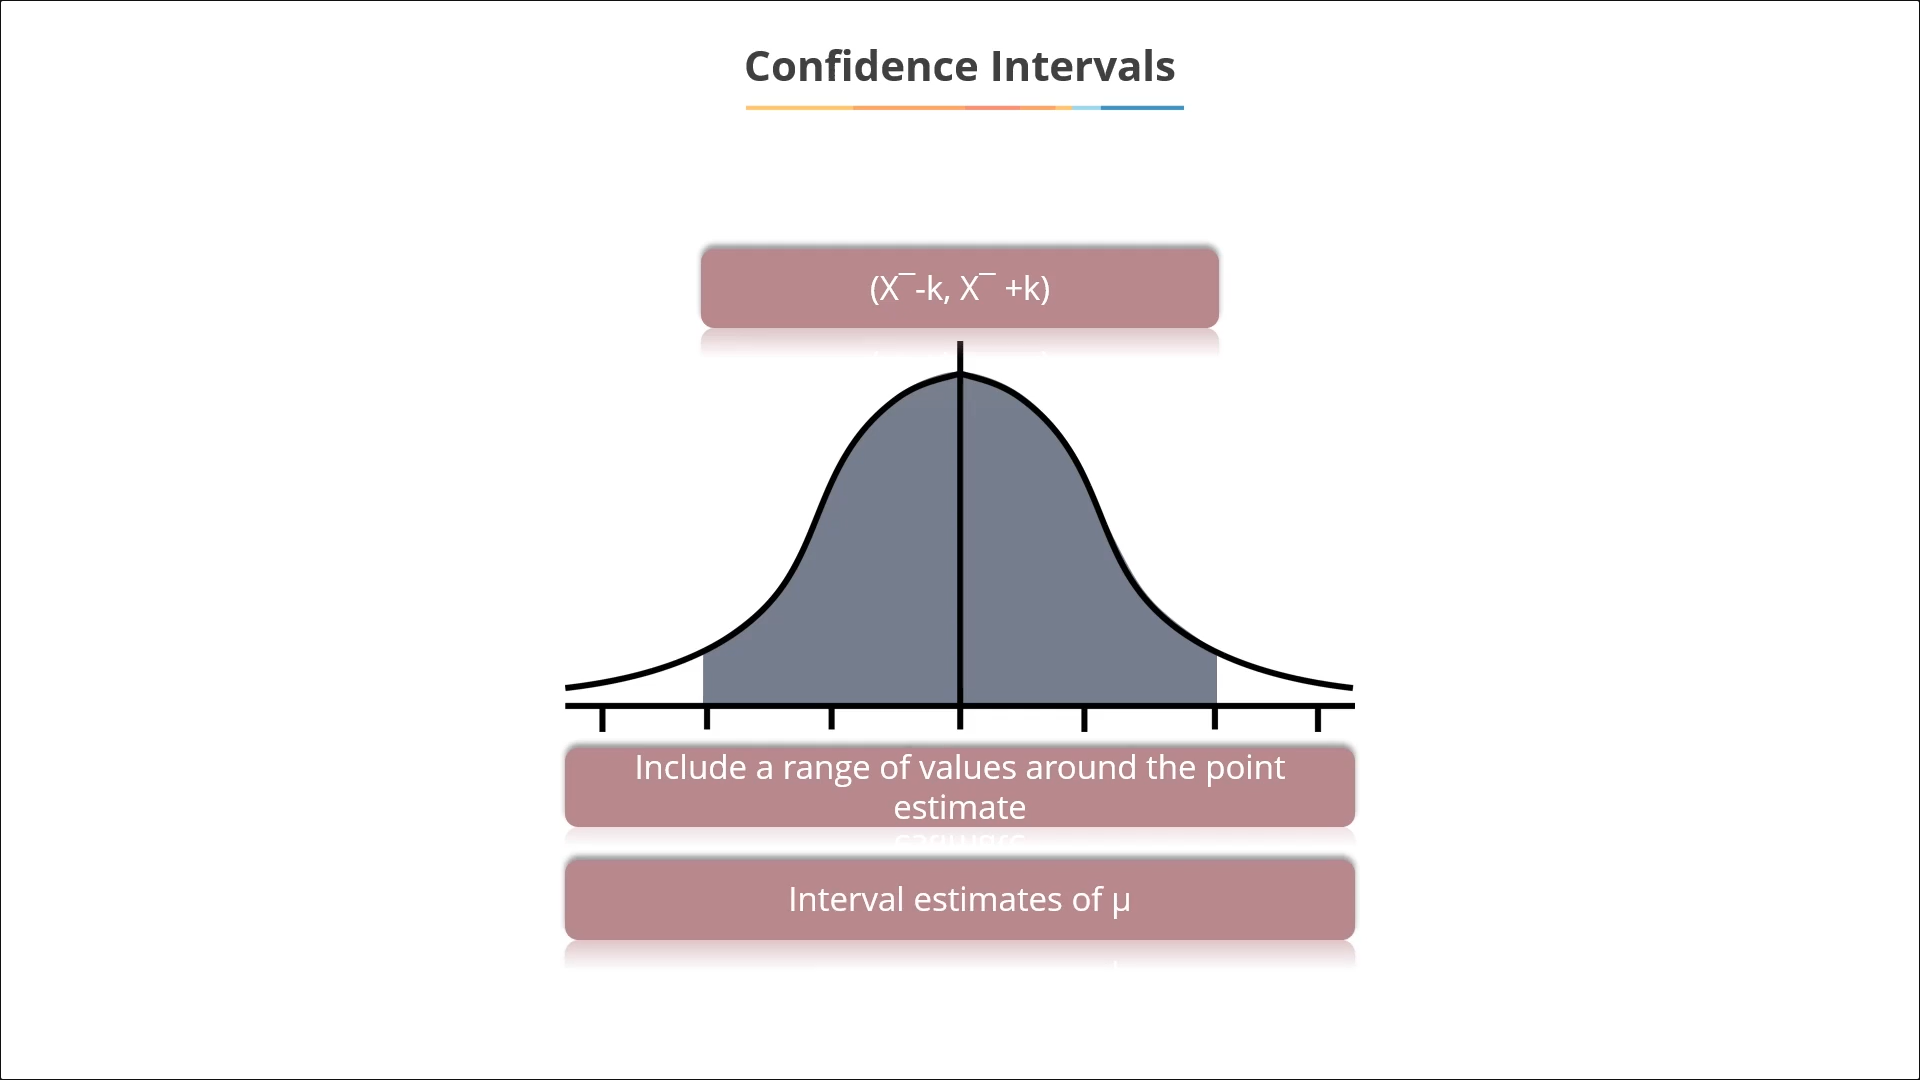 Confidence Intervals
(X¯-k, X¯ +k)
Include a range of values around the point
estimate
Interval estimates of μ